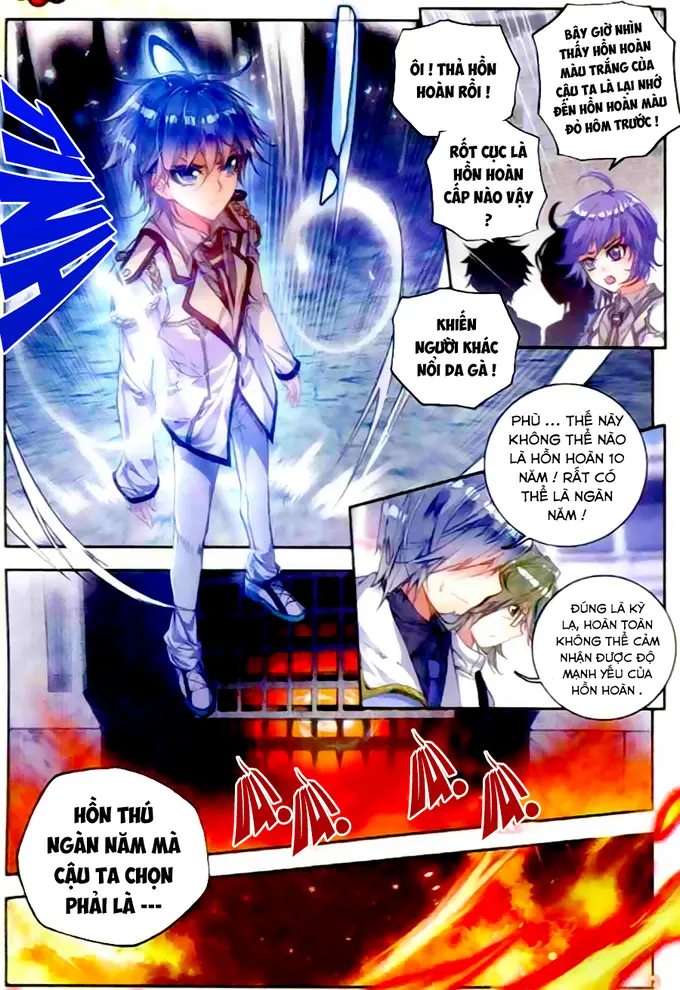 ÔI ! THẢ HỒN
HOÀN RỒI !
BẬY GIỜ NHÌN
THẤY HỒN HOÀN
MÀU TRẮNG CỦA
CẬU TA LÀ LẠI NHỚ
ĐẾN HỒN HOÀN MÀU
ĐỎ HÔM TRƯỚC !
RỐT CỤC LÀ
HỒN HOÀN
CẤP NÀO VẬY
?
KHIẾN
NGƯỜI KHÁC
NỔI DA GÀ !
PHÙ ... THẾ NÀY
KHÔNG THỂ NÀO
LÀ HỒN HOÀN 10
NĂM ! RẤT CÓ
THỂ LÀ NGÀN
NĂM !
ĐÚNG LÀ KỲ
LẠ, HOÀN TOÀN
KHÔNG THỂ CẢM
NHẬN ĐƯỢC ĐỘ
MẠNH YẾU CỦA
HỒN HOÀN .
HỒN THÚ
NGÀN NĂM MÀ
CẬU TA CHỌN
PHẢI LÀ ---